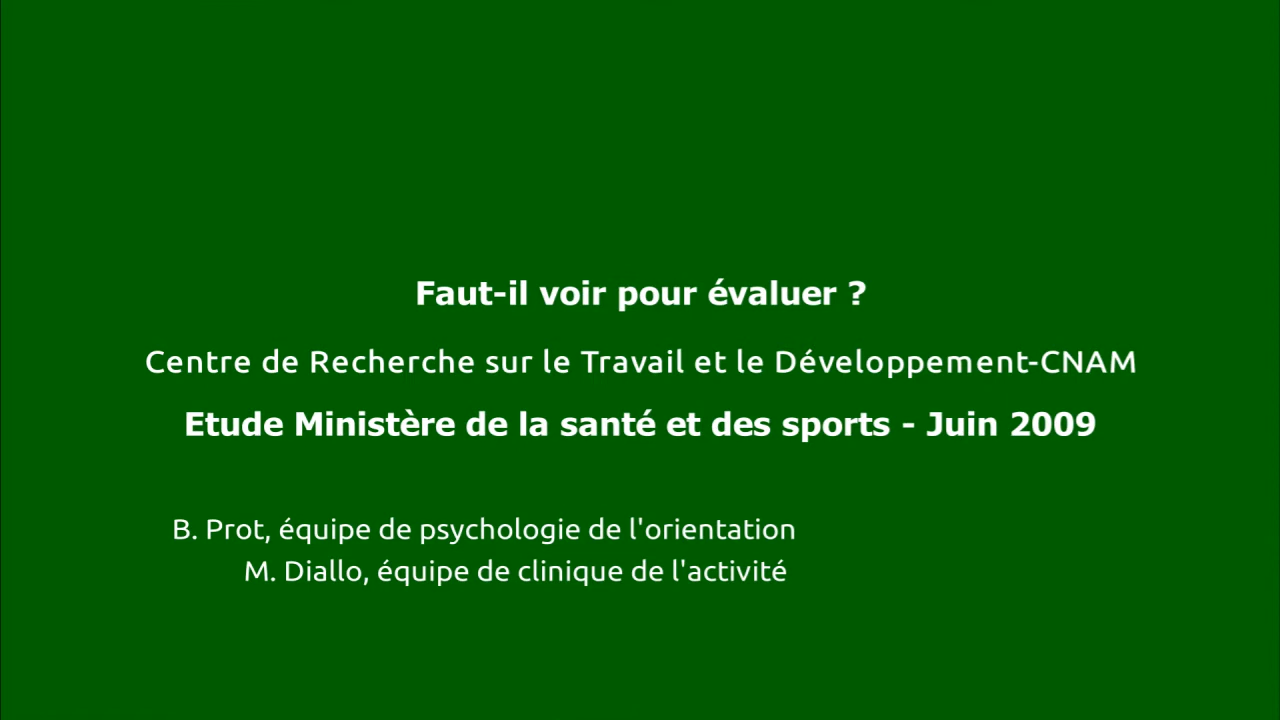 Faut-il voir pour évaluer ?
Centre de Recherche sur le Travail et le Développement-CNAM
Etude Ministère de la santé et des sports - Juin 2009
B. Prot, équipe de psychologie de l'orientation
M. Diallo, équipe de clinique de l'activité